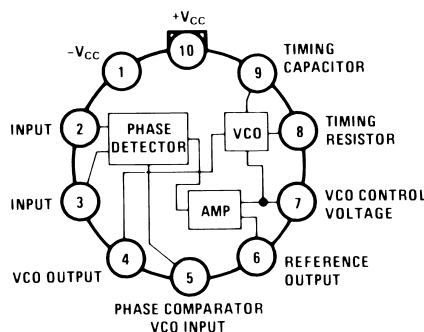 +VCC
10
-VCC
1
9
TIMING
CAPACITOR
INPUT
2
PHASE
DETECTOR
VCO
8
TIMING
RESISTOR
INPUT
3
AMP
7
VCO CONTROL
VOLTAGE
4
VCO OUTPUT
5
6
REFERENCE
OUTPUT
PHASE COMPARATOR
VCO INPUT